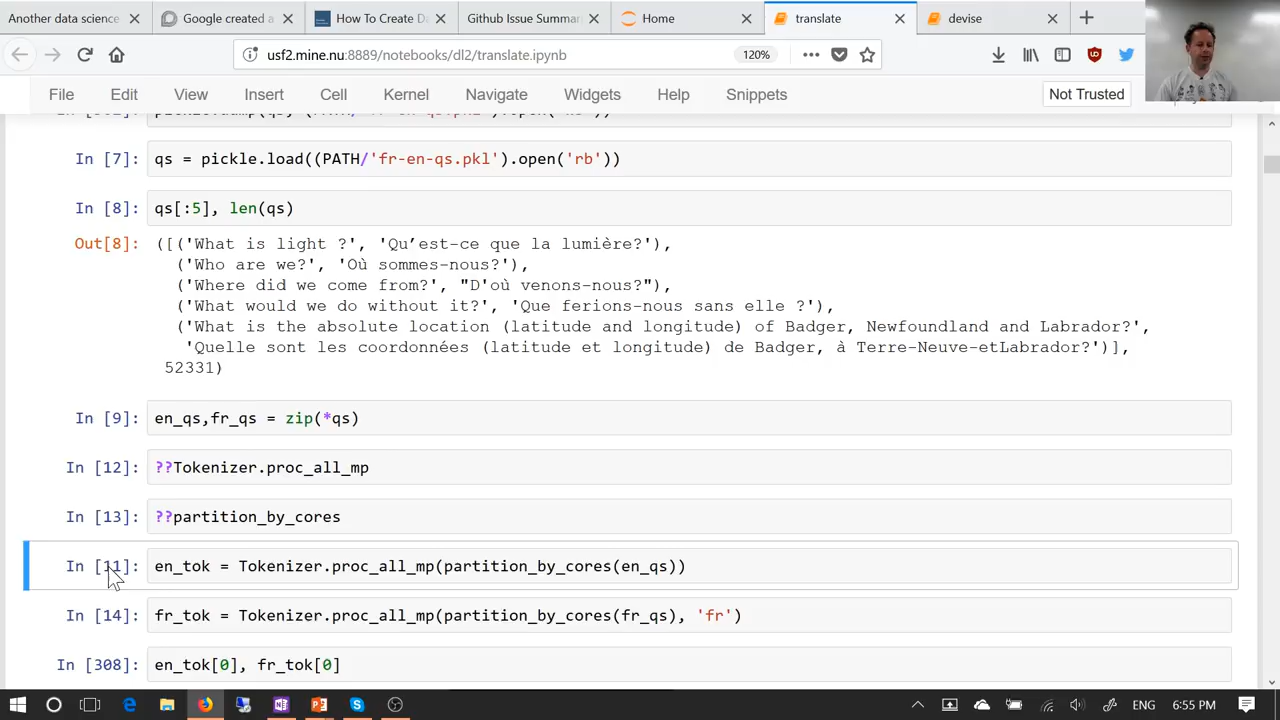 Another data science
Google created a
How To Create Da
Github Issue Summar
Home
translate
devise
usf2.mine.nu:8889/notebooks/dl2/translate.ipynb
120%
File Edit View Insert Cell Kernel Navigate Widgets Help Snippets
Not Trusted
In [7]: qs = pickle.load((PATH/'fr-en-qs.pkl').open('rb'))
In [8]: qs[:5], len(qs)
Out[8]: ([('What is light ?', 'Qu’est-ce que la lumière?'),
('Who are we?', 'Où sommes-nous?'),
('Where did we come from?', "D'où venons-nous?"),
('What would we do without it?', 'Que ferions-nous sans elle ?'),
('What is the absolute location (latitude and longitude) of Badger, Newfoundland and Labrador?',
'Quelle sont les coordonnées (latitude et longitude) de Badger, à Terre-Neuve-etLabrador?')],
52331)
In [9]: en_qs,fr_qs = zip(*qs)
In [12]: ??Tokenizer.proc_all_mp
In [13]: ??partition_by_cores
In [11]: en_tok = Tokenizer.proc_all_mp(partition_by_cores(en_qs))
In [14]: fr_tok = Tokenizer.proc_all_mp(partition_by_cores(fr_qs), 'fr')
In [308]: en_tok[0], fr_tok[0]
ENG 6:55 PM